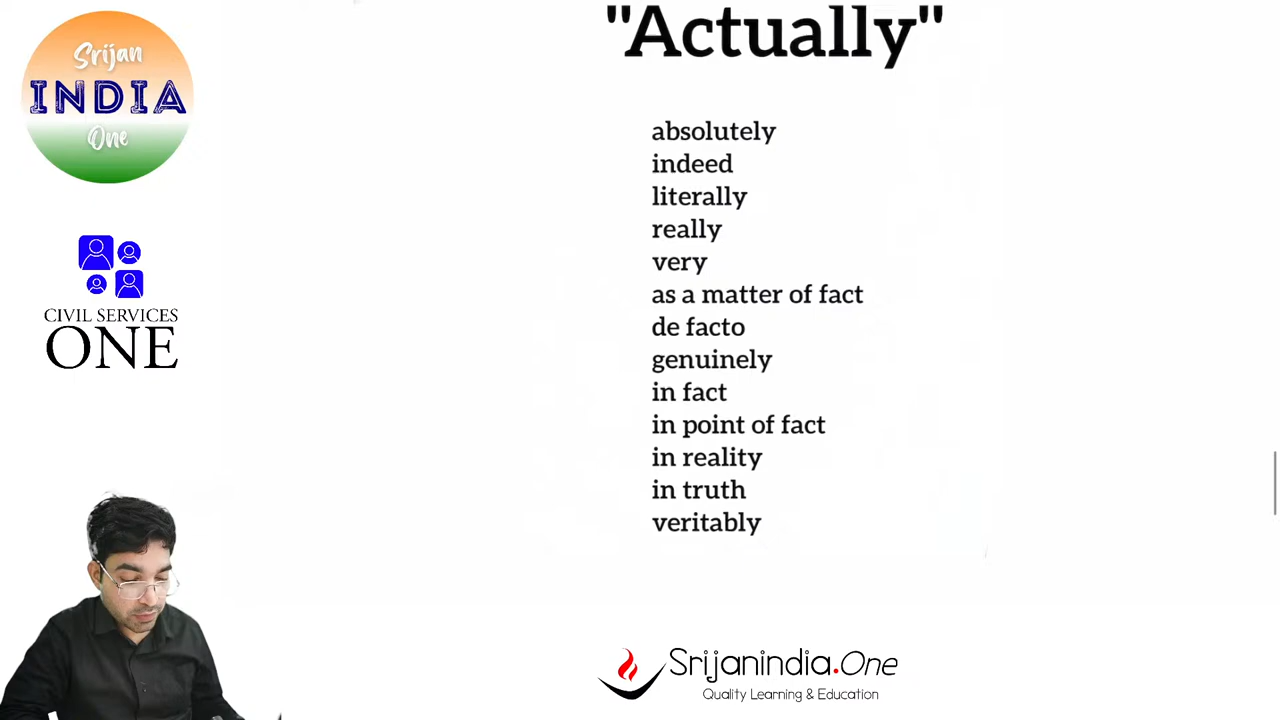 "Actually"
Srijan
INDIA
One
absolutely
indeed
literally
really
very
as a matter of fact
de facto
genuinely
in fact
in point of fact
in reality
in truth
veritably
CIVIL SERVICES
ONE
Srijanindia.One
Quality Learning & Education